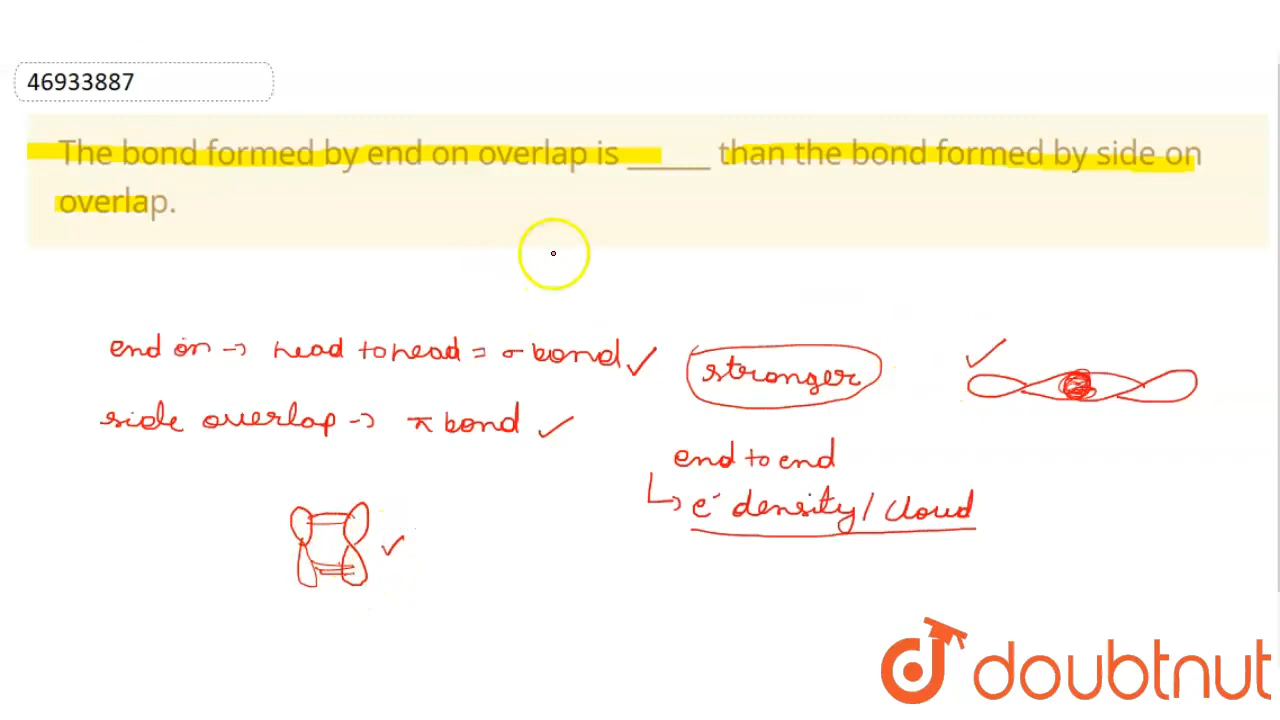 46933887
The bond formed by end on overlap is ______ than the bond formed by side on
overlap.
end on → head to head = σ bond ✓
stronger
side overlap → π bond ✓
end to end
↳ e⁻ density / cloud
doubtnut